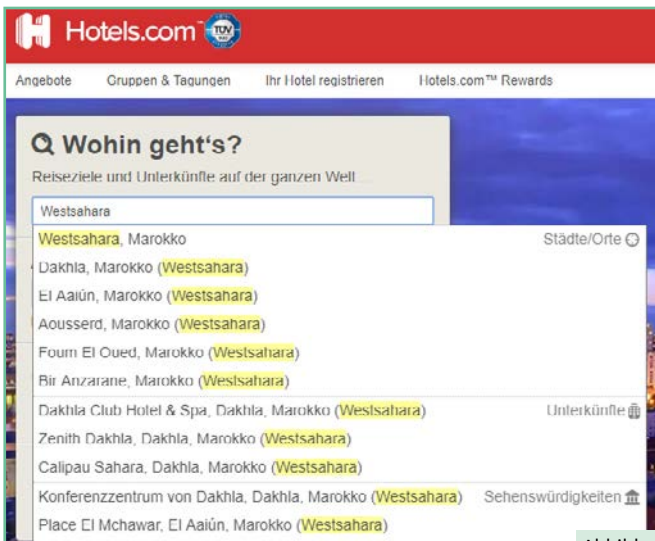 Hotels.com™ TÜV
Angebote Gruppen & Tagungen Ihr Hotel registrieren Hotels.com™ Rewards
Wohin geht's?
Reiseziele und Unterkünfte auf der ganzen Welt ...
Westsahara
Westsahara, Marokko Städte/Orte
Dakhla, Marokko (Westsahara)
El Aaiún, Marokko (Westsahara)
Aousserd, Marokko (Westsahara)
Foum El Oued, Marokko (Westsahara)
Bir Anzarane, Marokko (Westsahara)
Dakhla Club Hotel & Spa, Dakhla, Marokko (Westsahara) Unterkünfte
Zenith Dakhla, Dakhla, Marokko (Westsahara)
Calipau Sahara, Dakhla, Marokko (Westsahara)
Konferenzzentrum von Dakhla, Dakhla, Marokko (Westsahara) Sehenswürdigkeiten
Place El Mchawar, El Aaiún, Marokko (Westsahara)